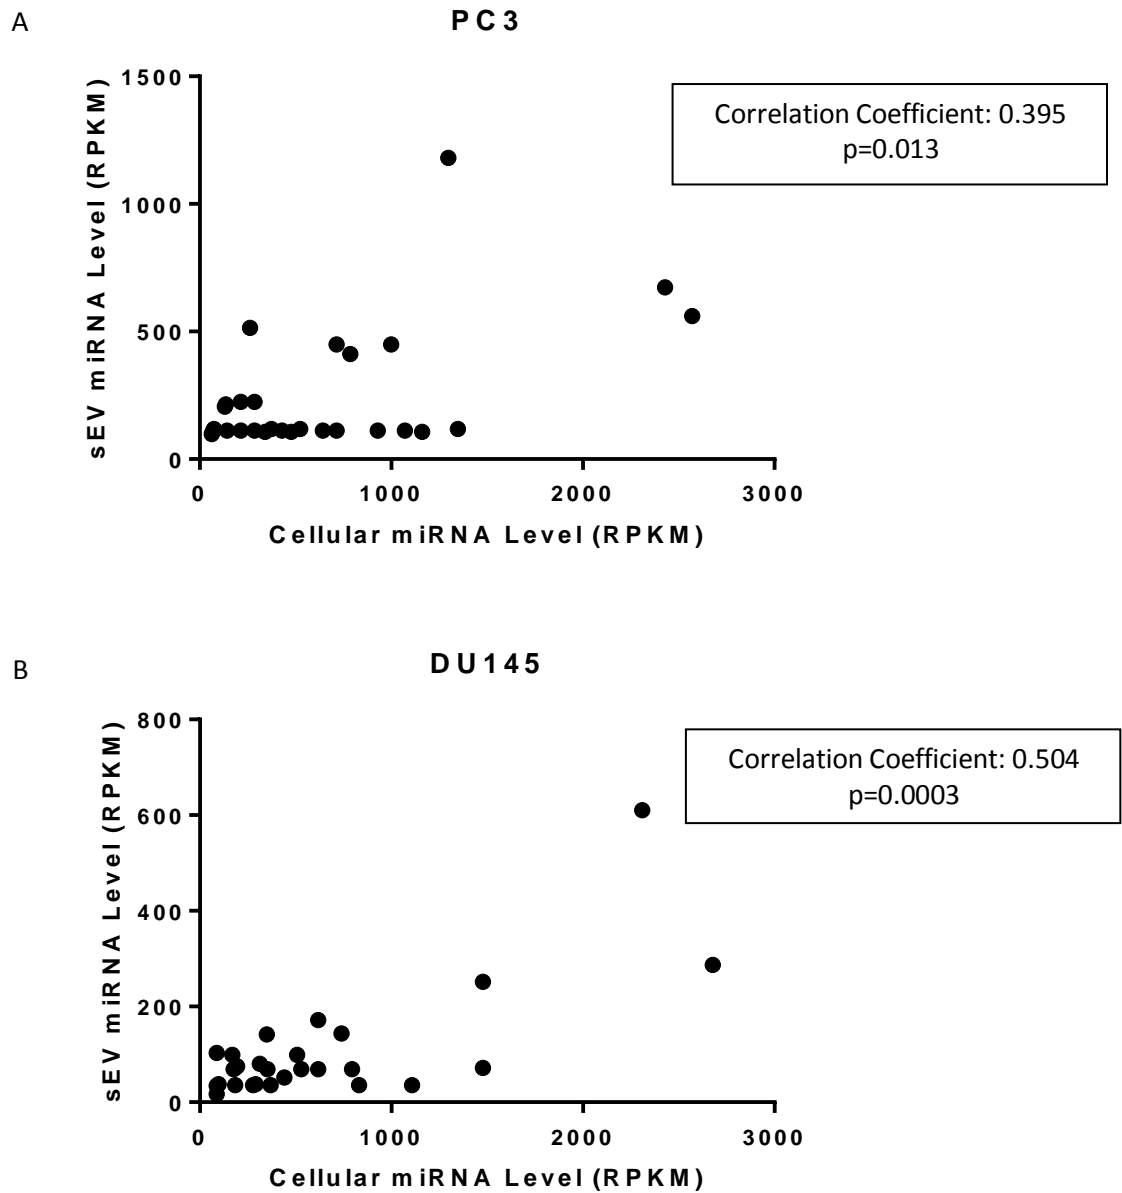 A
PC3
Correlation Coefficient: 0.395
p=0.013
sEV miRNA Level (RPKM)
1500
1000
500
0
0 1000 2000 3000
Cellular miRNA Level (RPKM)
B
DU145
Correlation Coefficient: 0.504
p=0.0003
sEV miRNA Level (RPKM)
800
600
400
200
0
0 1000 2000 3000
Cellular miRNA Level (RPKM)